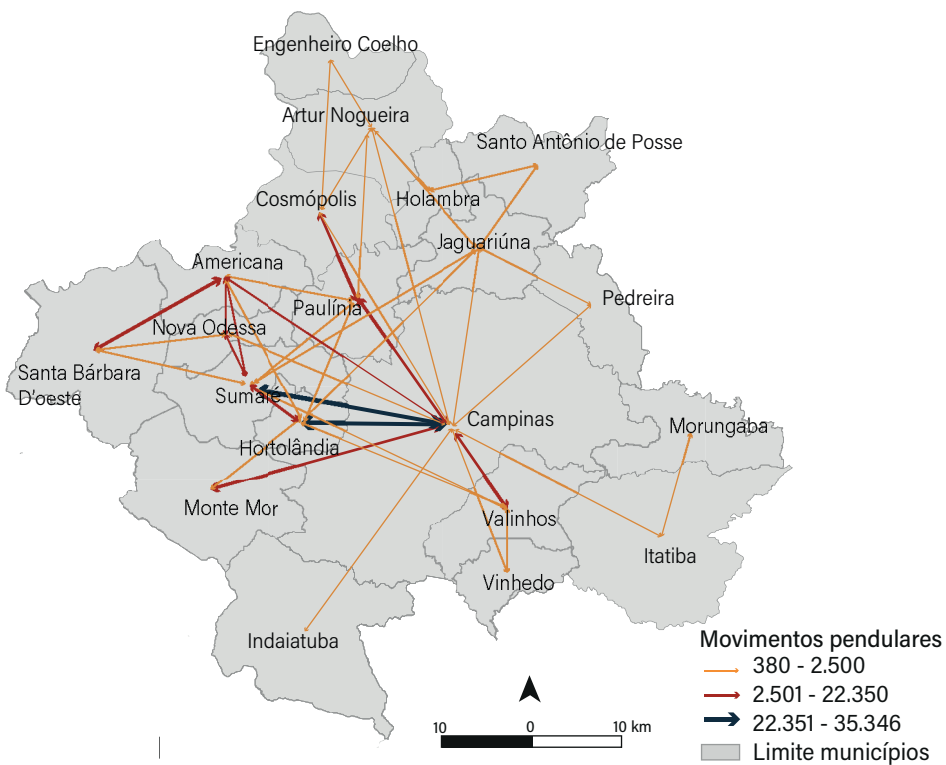 Engenheiro Coelho
Artur Nogueira
Santo Antônio de Posse
Cosmópolis
Holambra
Jaguariúna
Americana
Paulínia
Pedreira
Nova Odessa
Santa Bárbara
D'oeste
Sumaré
Campinas
Morungaba
Hortolândia
Monte Mor
Valinhos
Itatiba
Vinhedo
Indaiatuba
Movimentos pendulares
380 - 2.500
2.501 - 22.350
22.351 - 35.346
Limite municípios
10 0 10 km